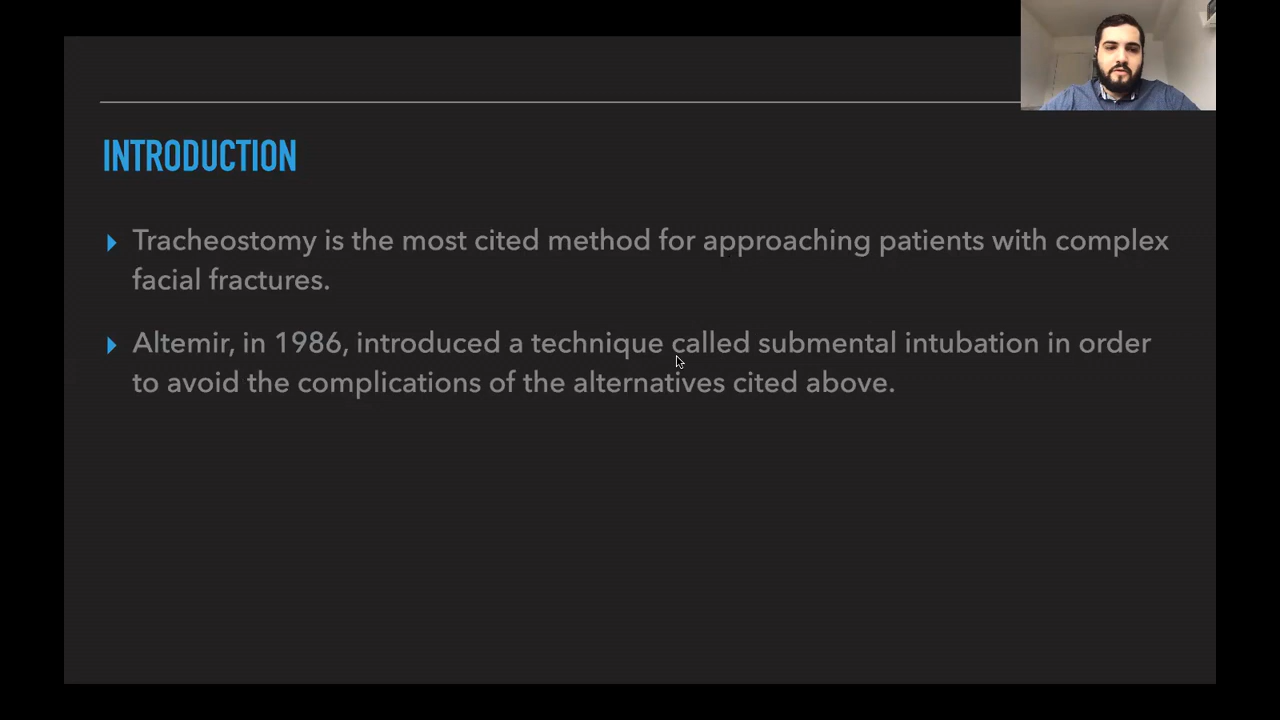 INTRODUCTION
Tracheostomy is the most cited method for approaching patients with complex
facial fractures.
Altemir, in 1986, introduced a technique called submental intubation in order
to avoid the complications of the alternatives cited above.